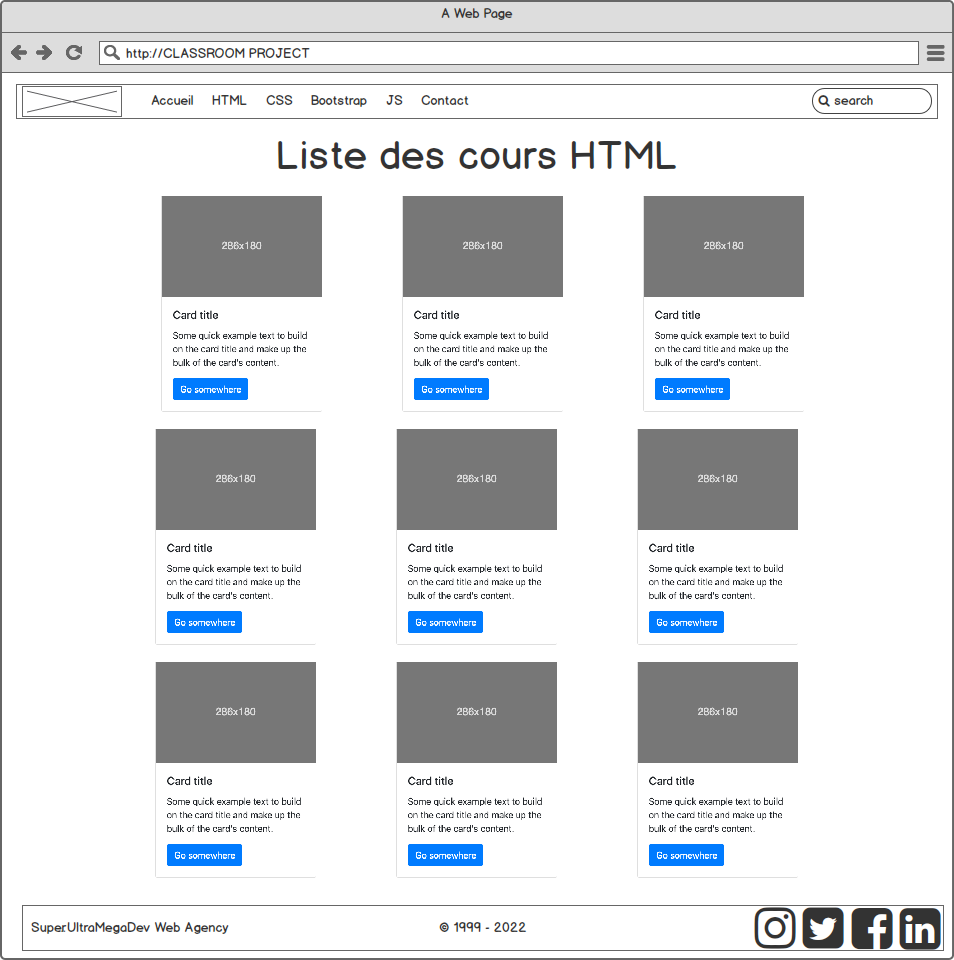 A Web Page
http://CLASSROOM PROJECT
Accueil HTML CSS Bootstrap JS Contact search
Liste des cours HTML
286x180 286x180 286x180
Card title Card title Card title
Some quick example text to build Some quick example text to build Some quick example text to build
on the card title and make up the on the card title and make up the on the card title and make up the
bulk of the card's content. bulk of the card's content. bulk of the card's content.
Go somewhere Go somewhere Go somewhere
286x180 286x180 286x180
Card title Card title Card title
Some quick example text to build Some quick example text to build Some quick example text to build
on the card title and make up the on the card title and make up the on the card title and make up the
bulk of the card's content. bulk of the card's content. bulk of the card's content.
Go somewhere Go somewhere Go somewhere
286x180 286x180 286x180
Card title Card title Card title
Some quick example text to build Some quick example text to build Some quick example text to build
on the card title and make up the on the card title and make up the on the card title and make up the
bulk of the card's content. bulk of the card's content. bulk of the card's content.
Go somewhere Go somewhere Go somewhere
SuperUltraMegaDev Web Agency © 1999 - 2022